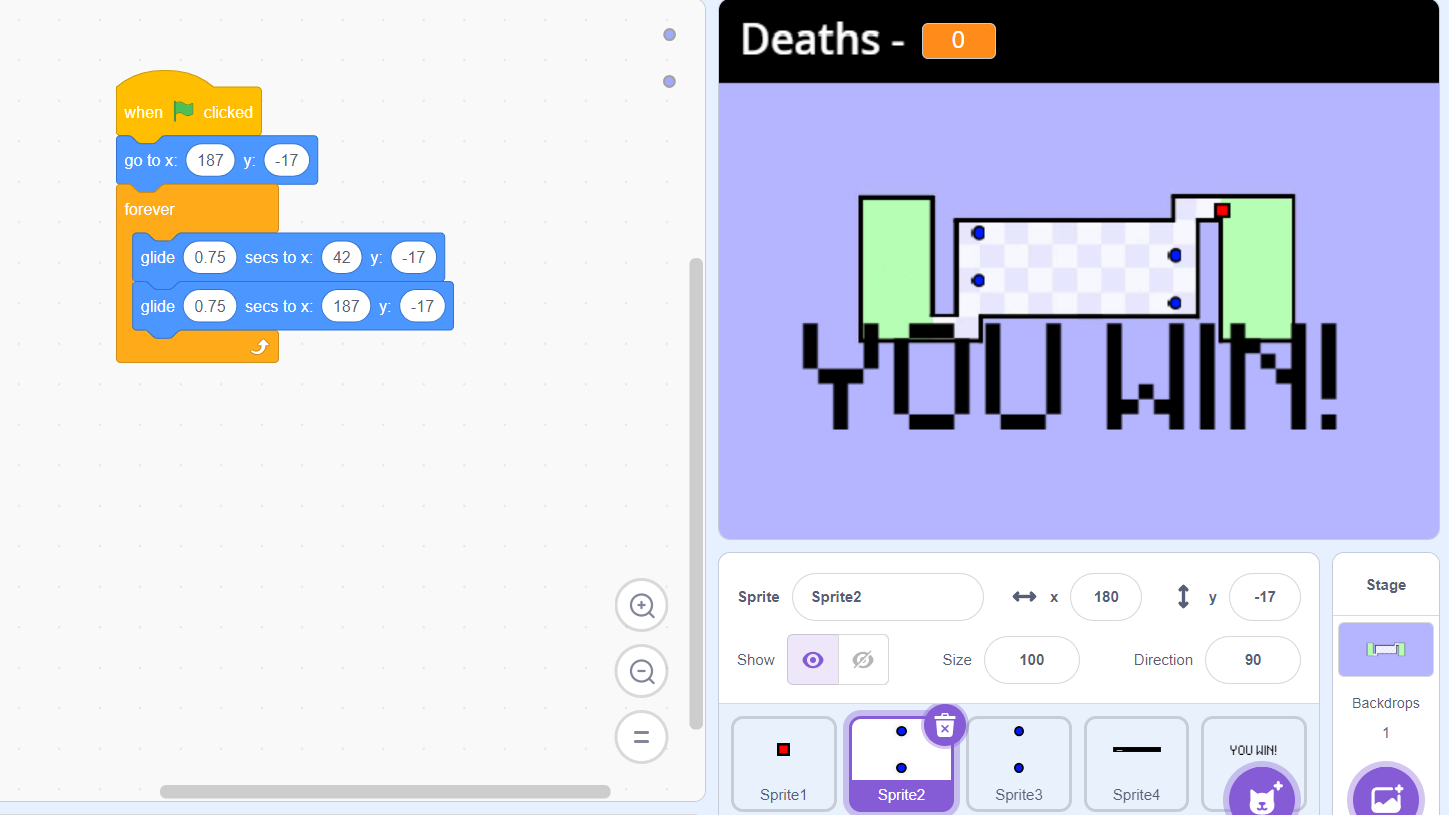 Deaths - 0
when clicked
go to x: 187 y: -17
forever
glide 0.75 secs to x: 42 y: -17
glide 0.75 secs to x: 187 y: -17
YOU WIN!
Sprite Sprite2 x 180 y -17
Show Size 100 Direction 90
Stage
Backdrops
1
YOU WIN!
Sprite1 Sprite2 Sprite3 Sprite4